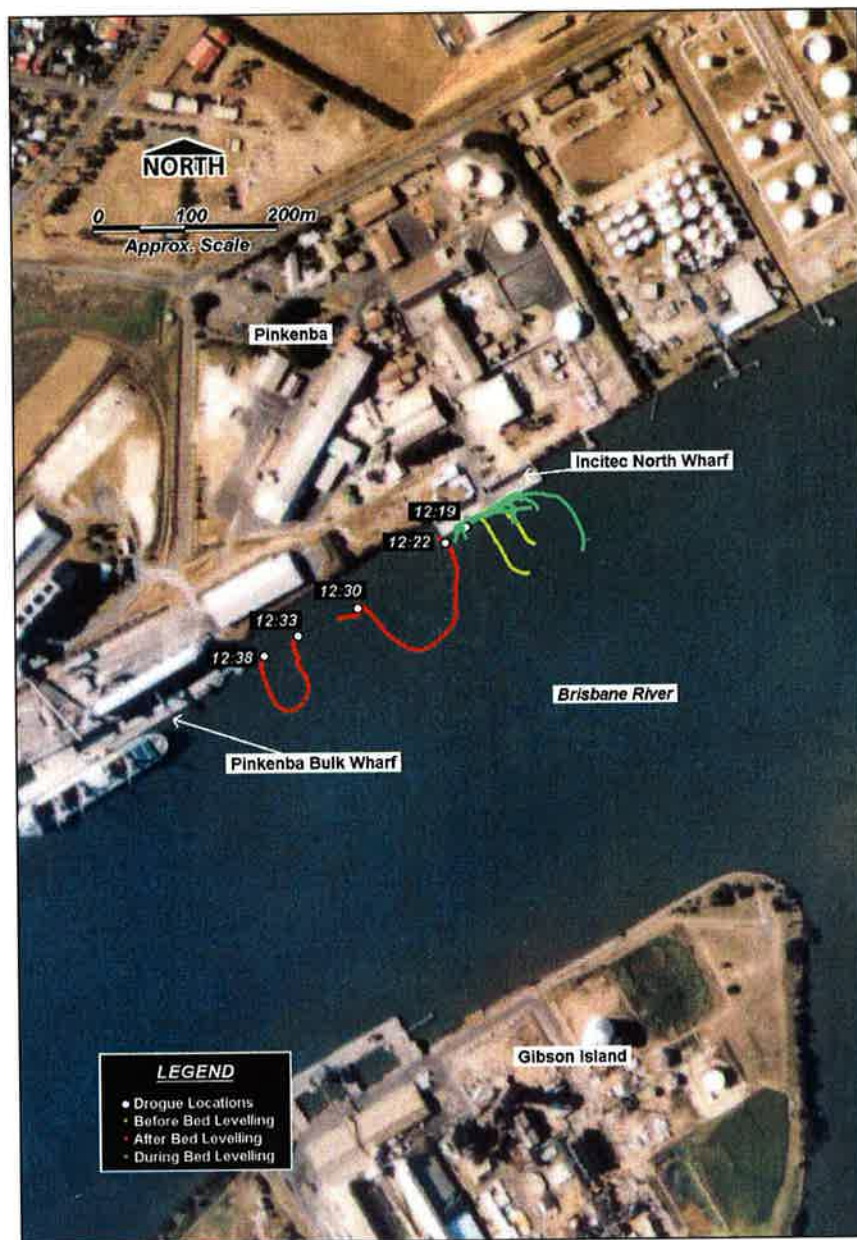 NORTH
0 100 200m
Approx. Scale
Pinkenba
Incitec North Wharf
12:19
12:22
12:30
12:33
12:38
Brisbane River
Pinkenba Bulk Wharf
Gibson Island
LEGEND
Drogue Locations
Before Bed Levelling
After Bed Levelling
During Bed Levelling